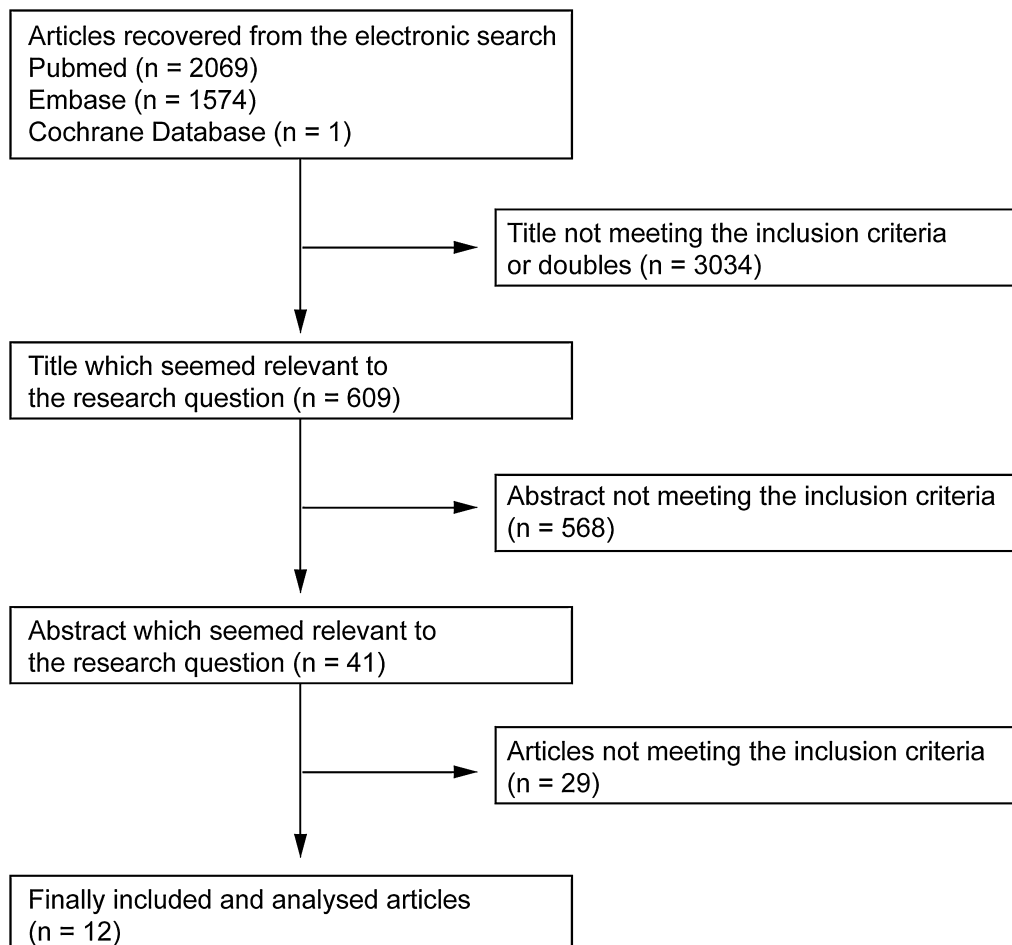 Articles recovered from the electronic search
Pubmed (n = 2069)
Embase (n = 1574)
Cochrane Database (n = 1)
Title not meeting the inclusion criteria
or doubles (n = 3034)
Title which seemed relevant to
the research question (n = 609)
Abstract not meeting the inclusion criteria
(n = 568)
Abstract which seemed relevant to
the research question (n = 41)
Articles not meeting the inclusion criteria
(n = 29)
Finally included and analysed articles
(n = 12)